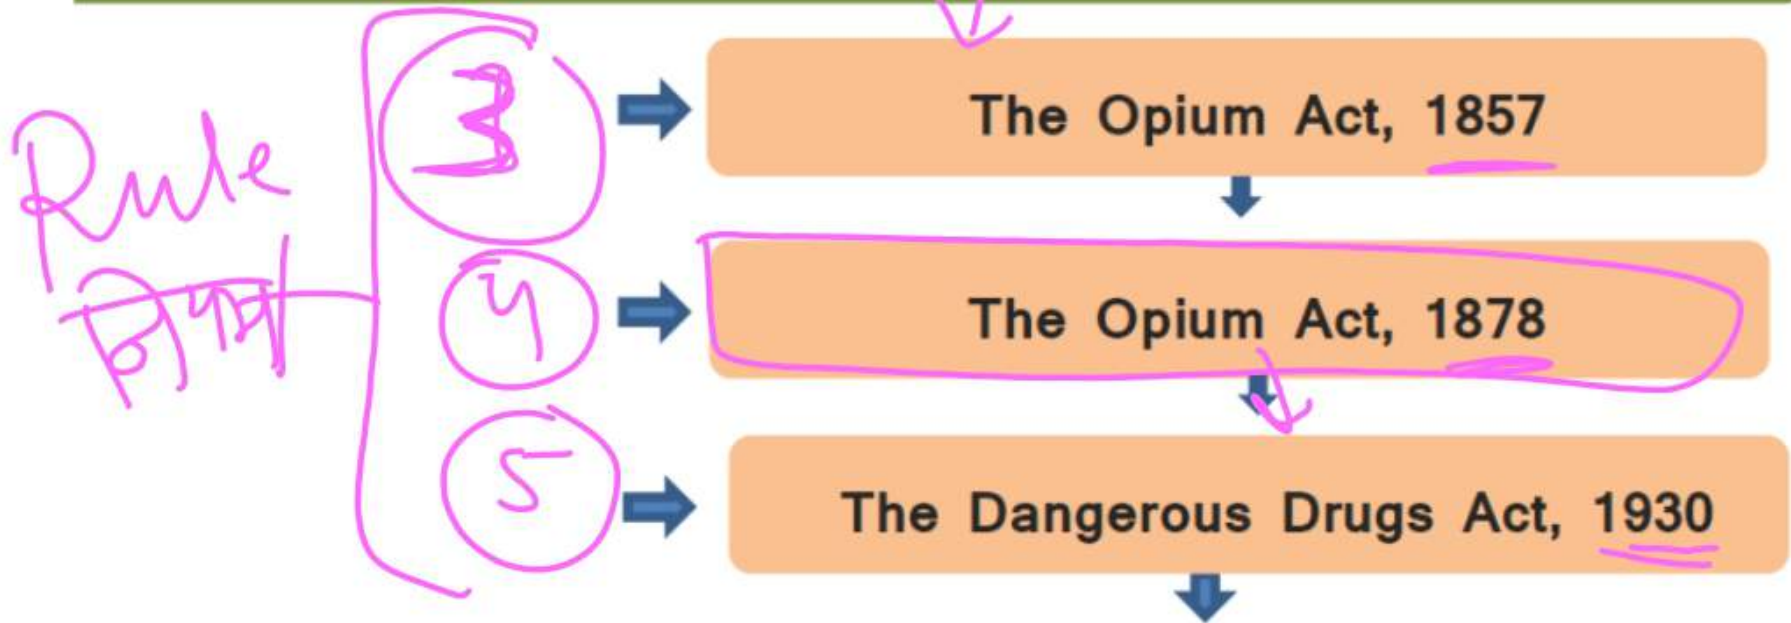 3 The Opium Act, 1857
Rule
4 The Opium Act, 1878
5 The Dangerous Drugs Act, 1930